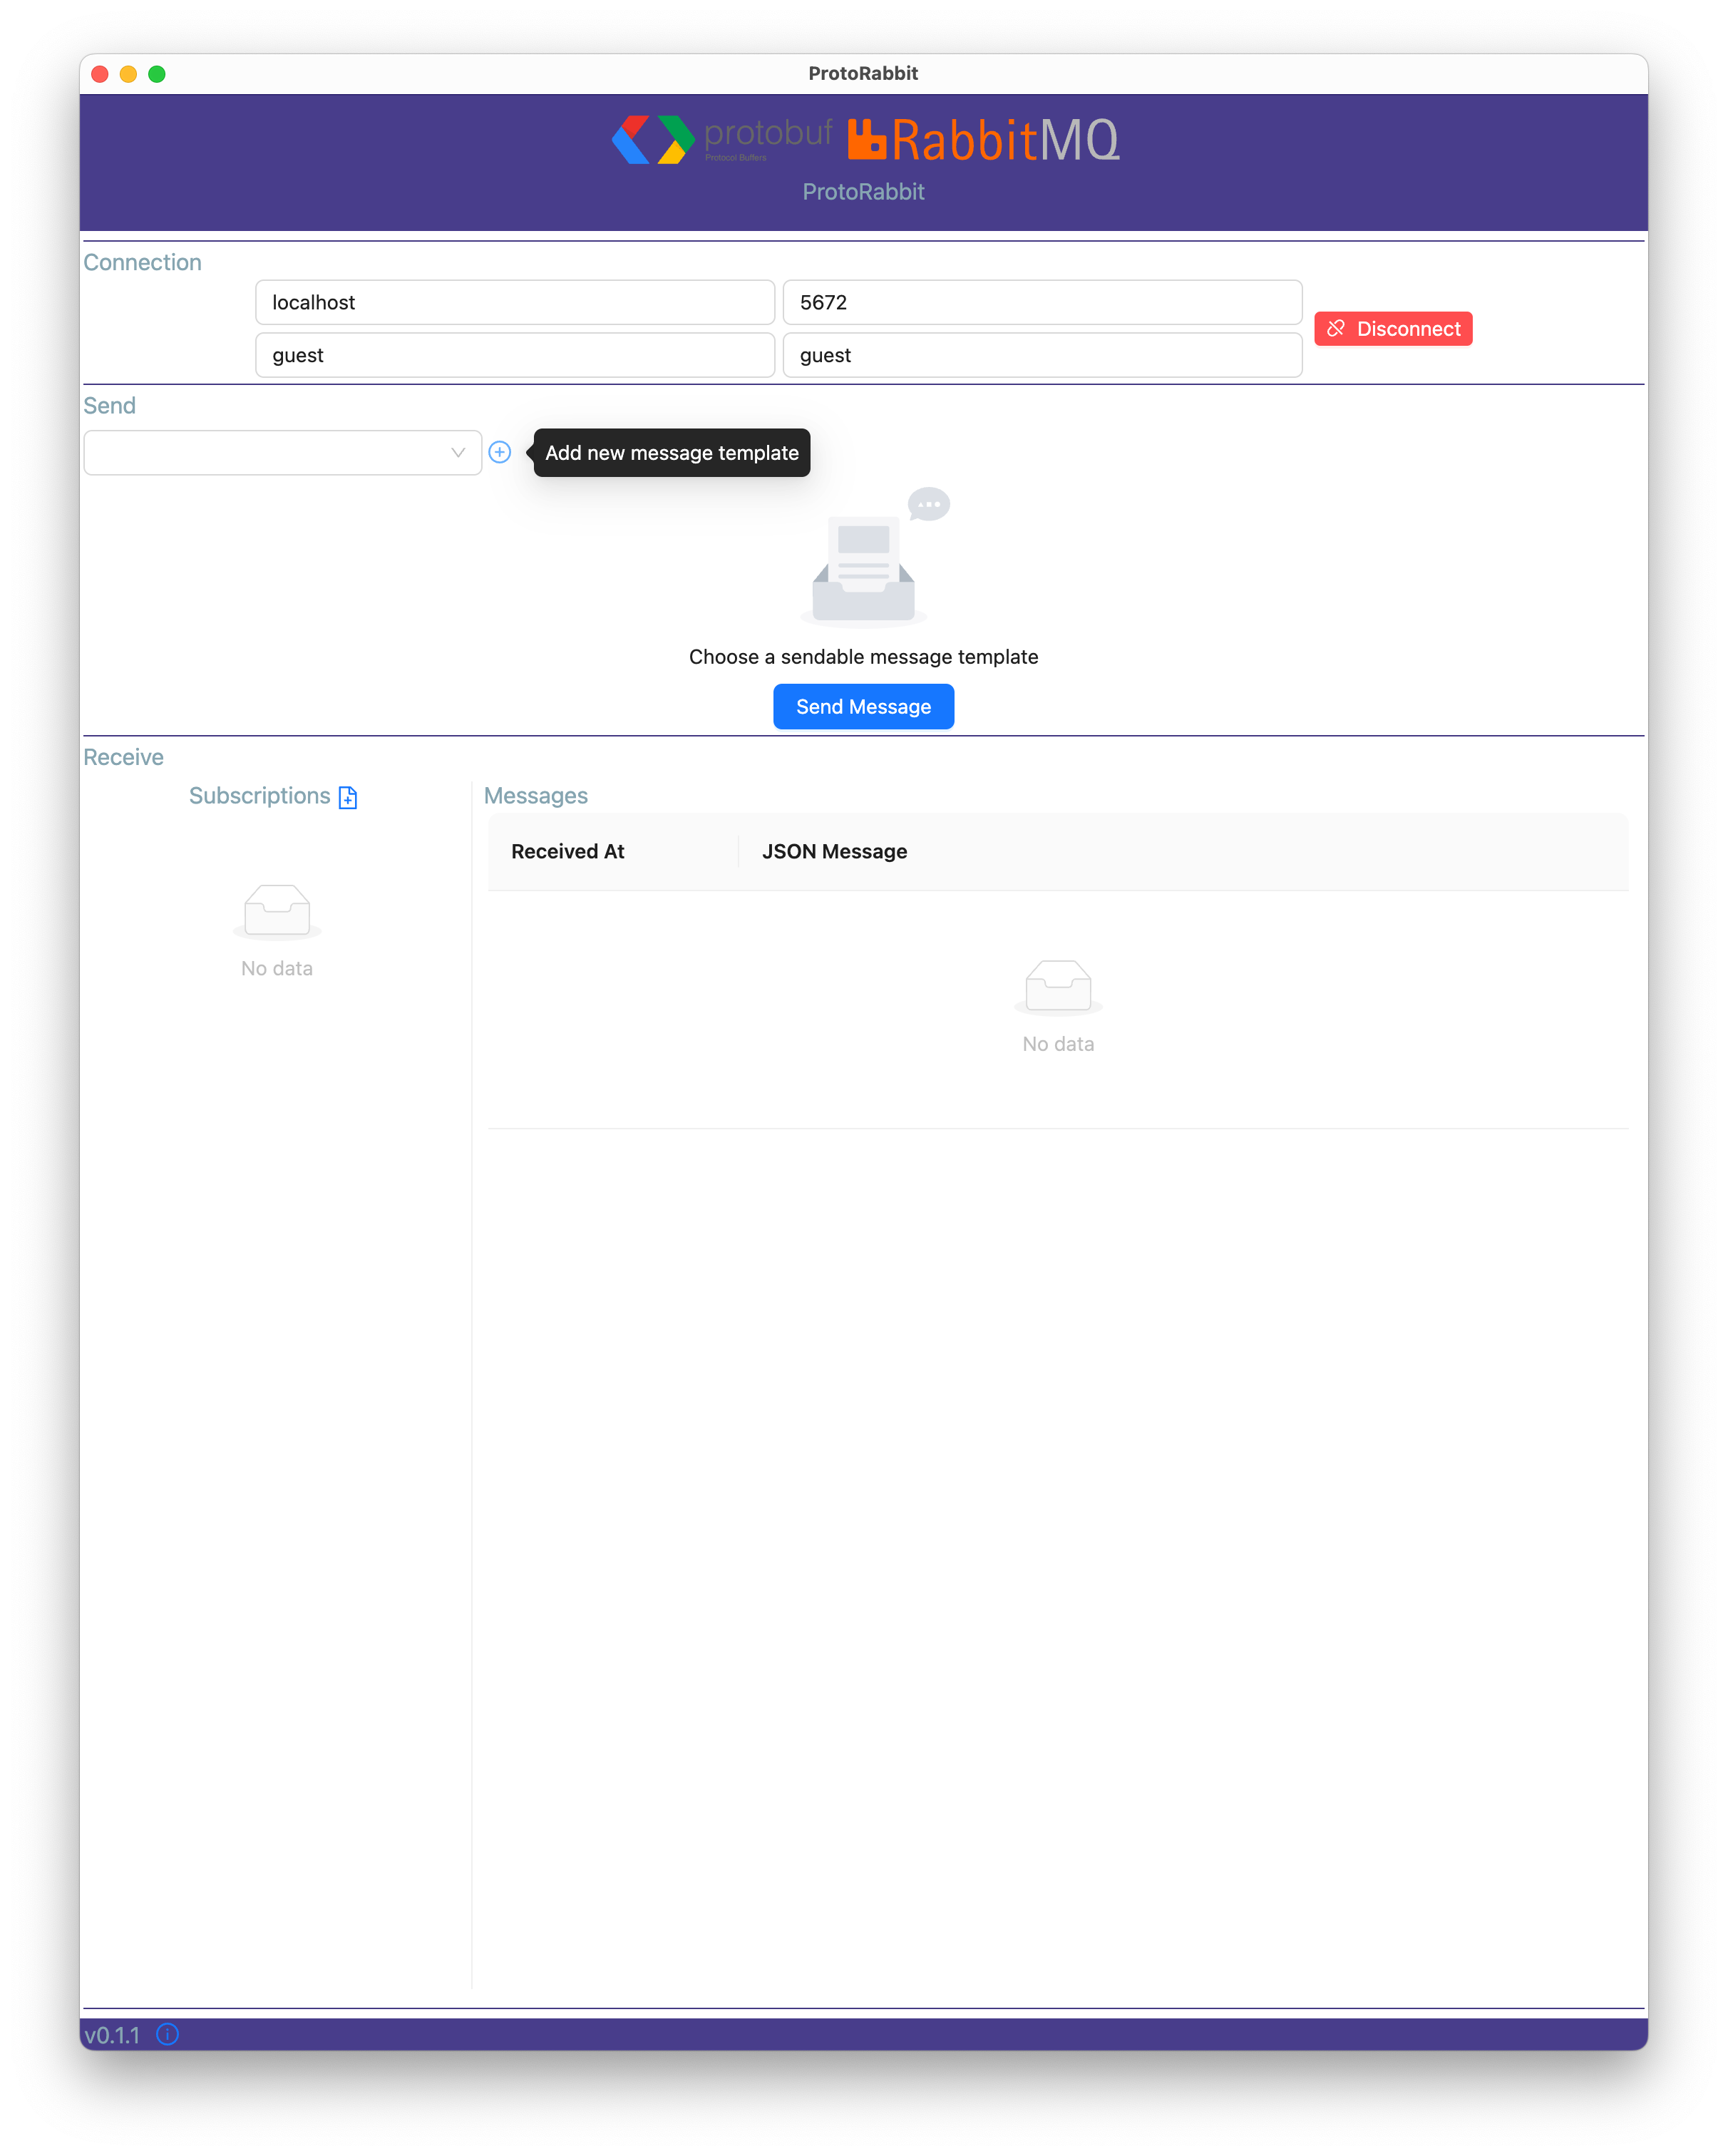 ProtoRabbit
protobuf
Protocol Buffers
RabbitMQ
ProtoRabbit
Connection
localhost
5672
guest
guest
Disconnect
Send
Add new message template
Choose a sendable message template
Send Message
Receive
Subscriptions
Messages
Received At
JSON Message
No data
No data
v0.1.1